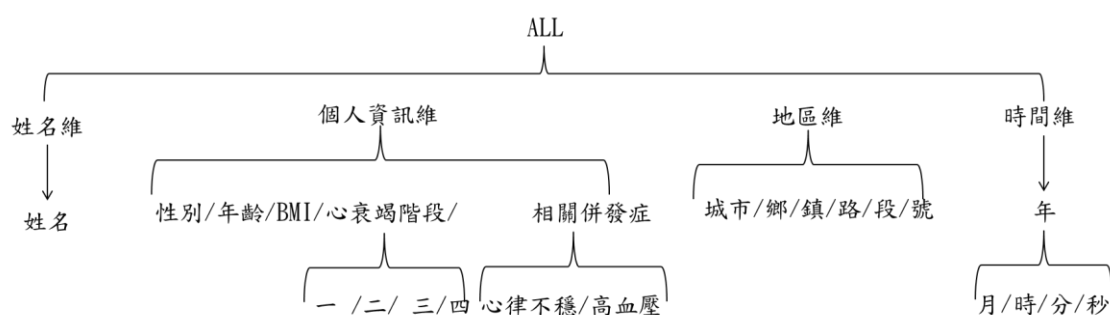 ALL
姓名維 個人資訊維 地區維 時間維
姓名 性別/年齡/BMI/心衰竭階段/ 相關併發症 城市/鄉/鎮/路/段/號 年
一 /二/ 三/四 心律不穩/高血壓 月/時/分/秒